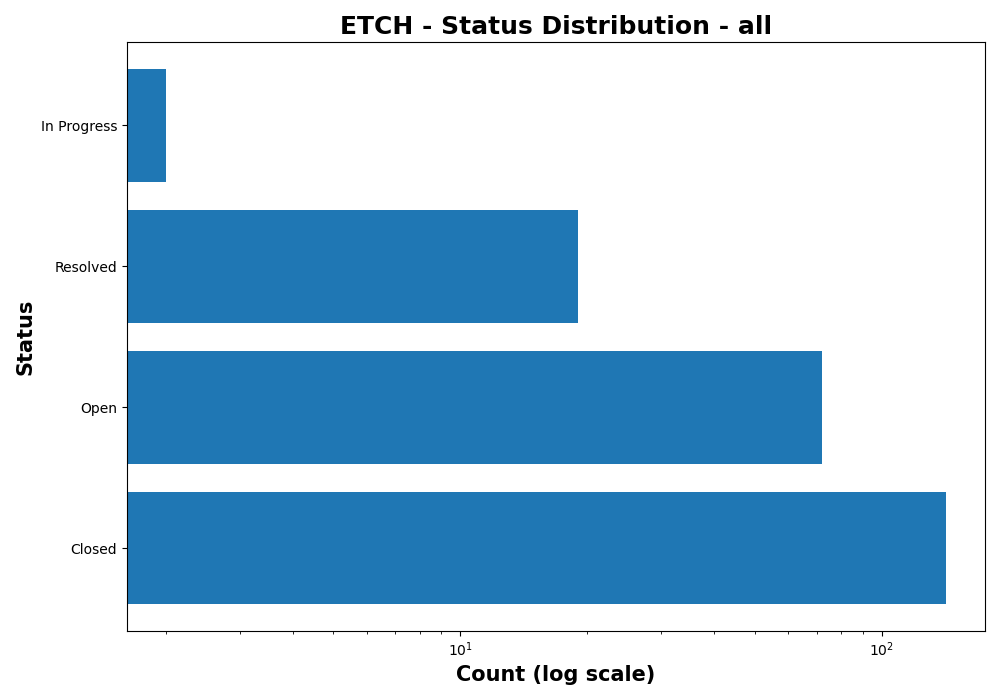 ETCH - Status Distribution - all
In Progress
Resolved
Open
Closed
Status
10¹ 10²
Count (log scale)